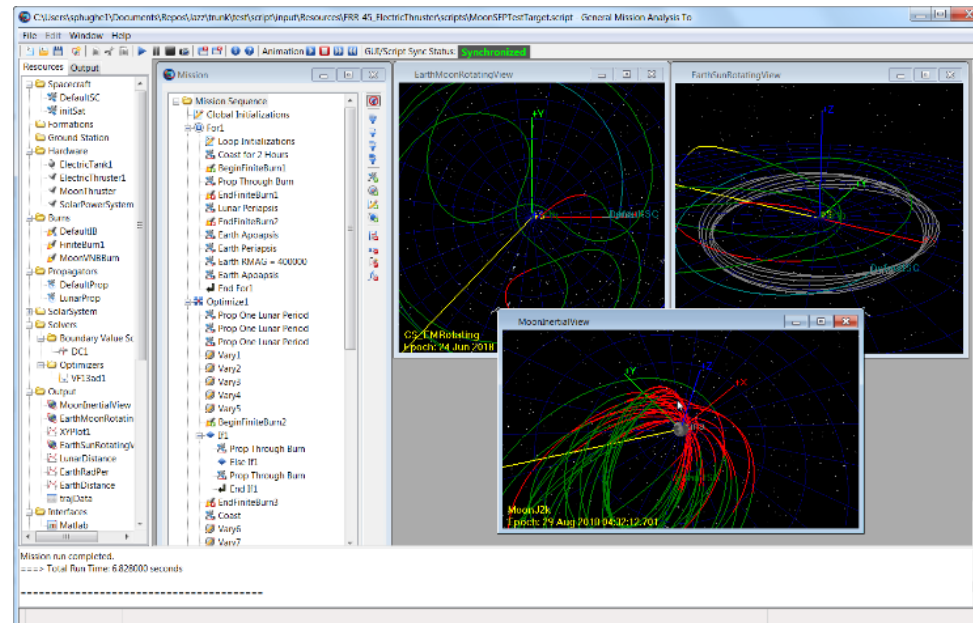 C:\Users\sphughe1\Documents\Repos\Jazz\trunk\test\script\input\Resources\FRR-45_ElectricThruster\scripts\MoonSEPTestTarget.script - General Mission Analysis To
File Edit Window Help
Animation GUI/Script Sync Status: Synchronized
Resources Output
Spacecraft
DefaultSC
initSat
Formations
Ground Station
Hardware
ElectricTank1
ElectricThruster1
MoonThruster
SolarPowerSystem
Burns
DefaultIB
FiniteBurn1
MoonVNBBurn
Propagators
DefaultProp
LunarProp
SolarSystem
Solvers
Boundary Value Sc
DC1
Optimizers
VF13ad1
Output
MoonInertialView
EarthMoonRotatin
XYPlot1
EarthSunRotatingV
LunarDistance
EarthRadPer
EarthDistance
trajData
Interfaces
Matlab
Mission
Mission Sequence
Global Initializations
For1
Loop Initializations
Coast for 2 Hours
BeginFiniteBurn1
Prop Through Burn
EndFiniteBurn1
Lunar Periapsis
EndFiniteBurn2
Earth Apoapsis
Earth Periapsis
Earth RMAG = 400000
Earth Apoapsis
End For1
Optimize1
Prop One Lunar Period
Prop One Lunar Period
Prop One Lunar Period
Vary1
Vary2
Vary3
Vary4
Vary5
BeginFiniteBurn2
If1
Prop Through Burn
Else If1
Prop Through Burn
End If1
EndFiniteBurn3
Coast
Vary6
Vary7
EarthMoonRotatingView
+Y
DefaultSC
CS_EMRotating
Epoch: 24 Jun 2018
EarthSunRotatingView
+Z
+Y
DefaultSC
MoonInertialView
+Y
+Z
+X
MoonJ2k
Epoch: 29 Aug 2018 04:32:12.701
Mission run completed.
===> Total Run Time: 6.828000 seconds
========================================